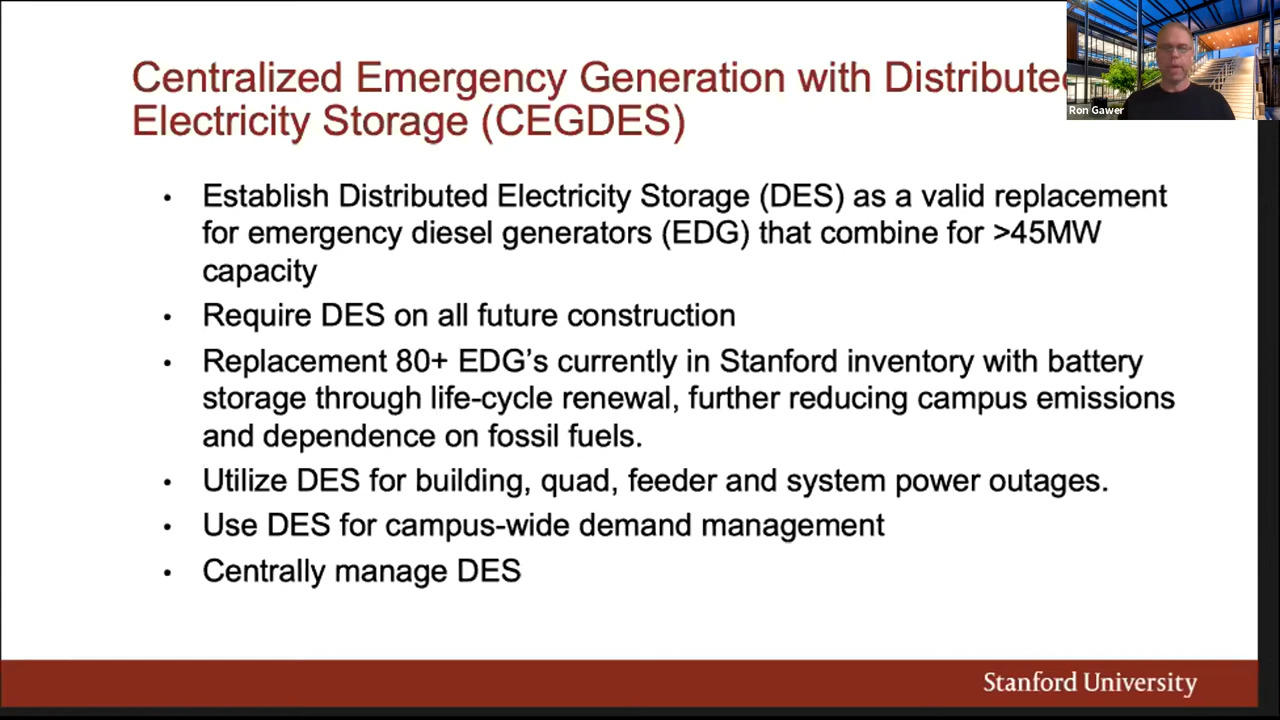 Centralized Emergency Generation with Distributed
Electricity Storage (CEGDES)
Ron Gawer
• Establish Distributed Electricity Storage (DES) as a valid replacement
for emergency diesel generators (EDG) that combine for >45MW
capacity
• Require DES on all future construction
• Replacement 80+ EDG's currently in Stanford inventory with battery
storage through life-cycle renewal, further reducing campus emissions
and dependence on fossil fuels.
• Utilize DES for building, quad, feeder and system power outages.
• Use DES for campus-wide demand management
• Centrally manage DES
Stanford University